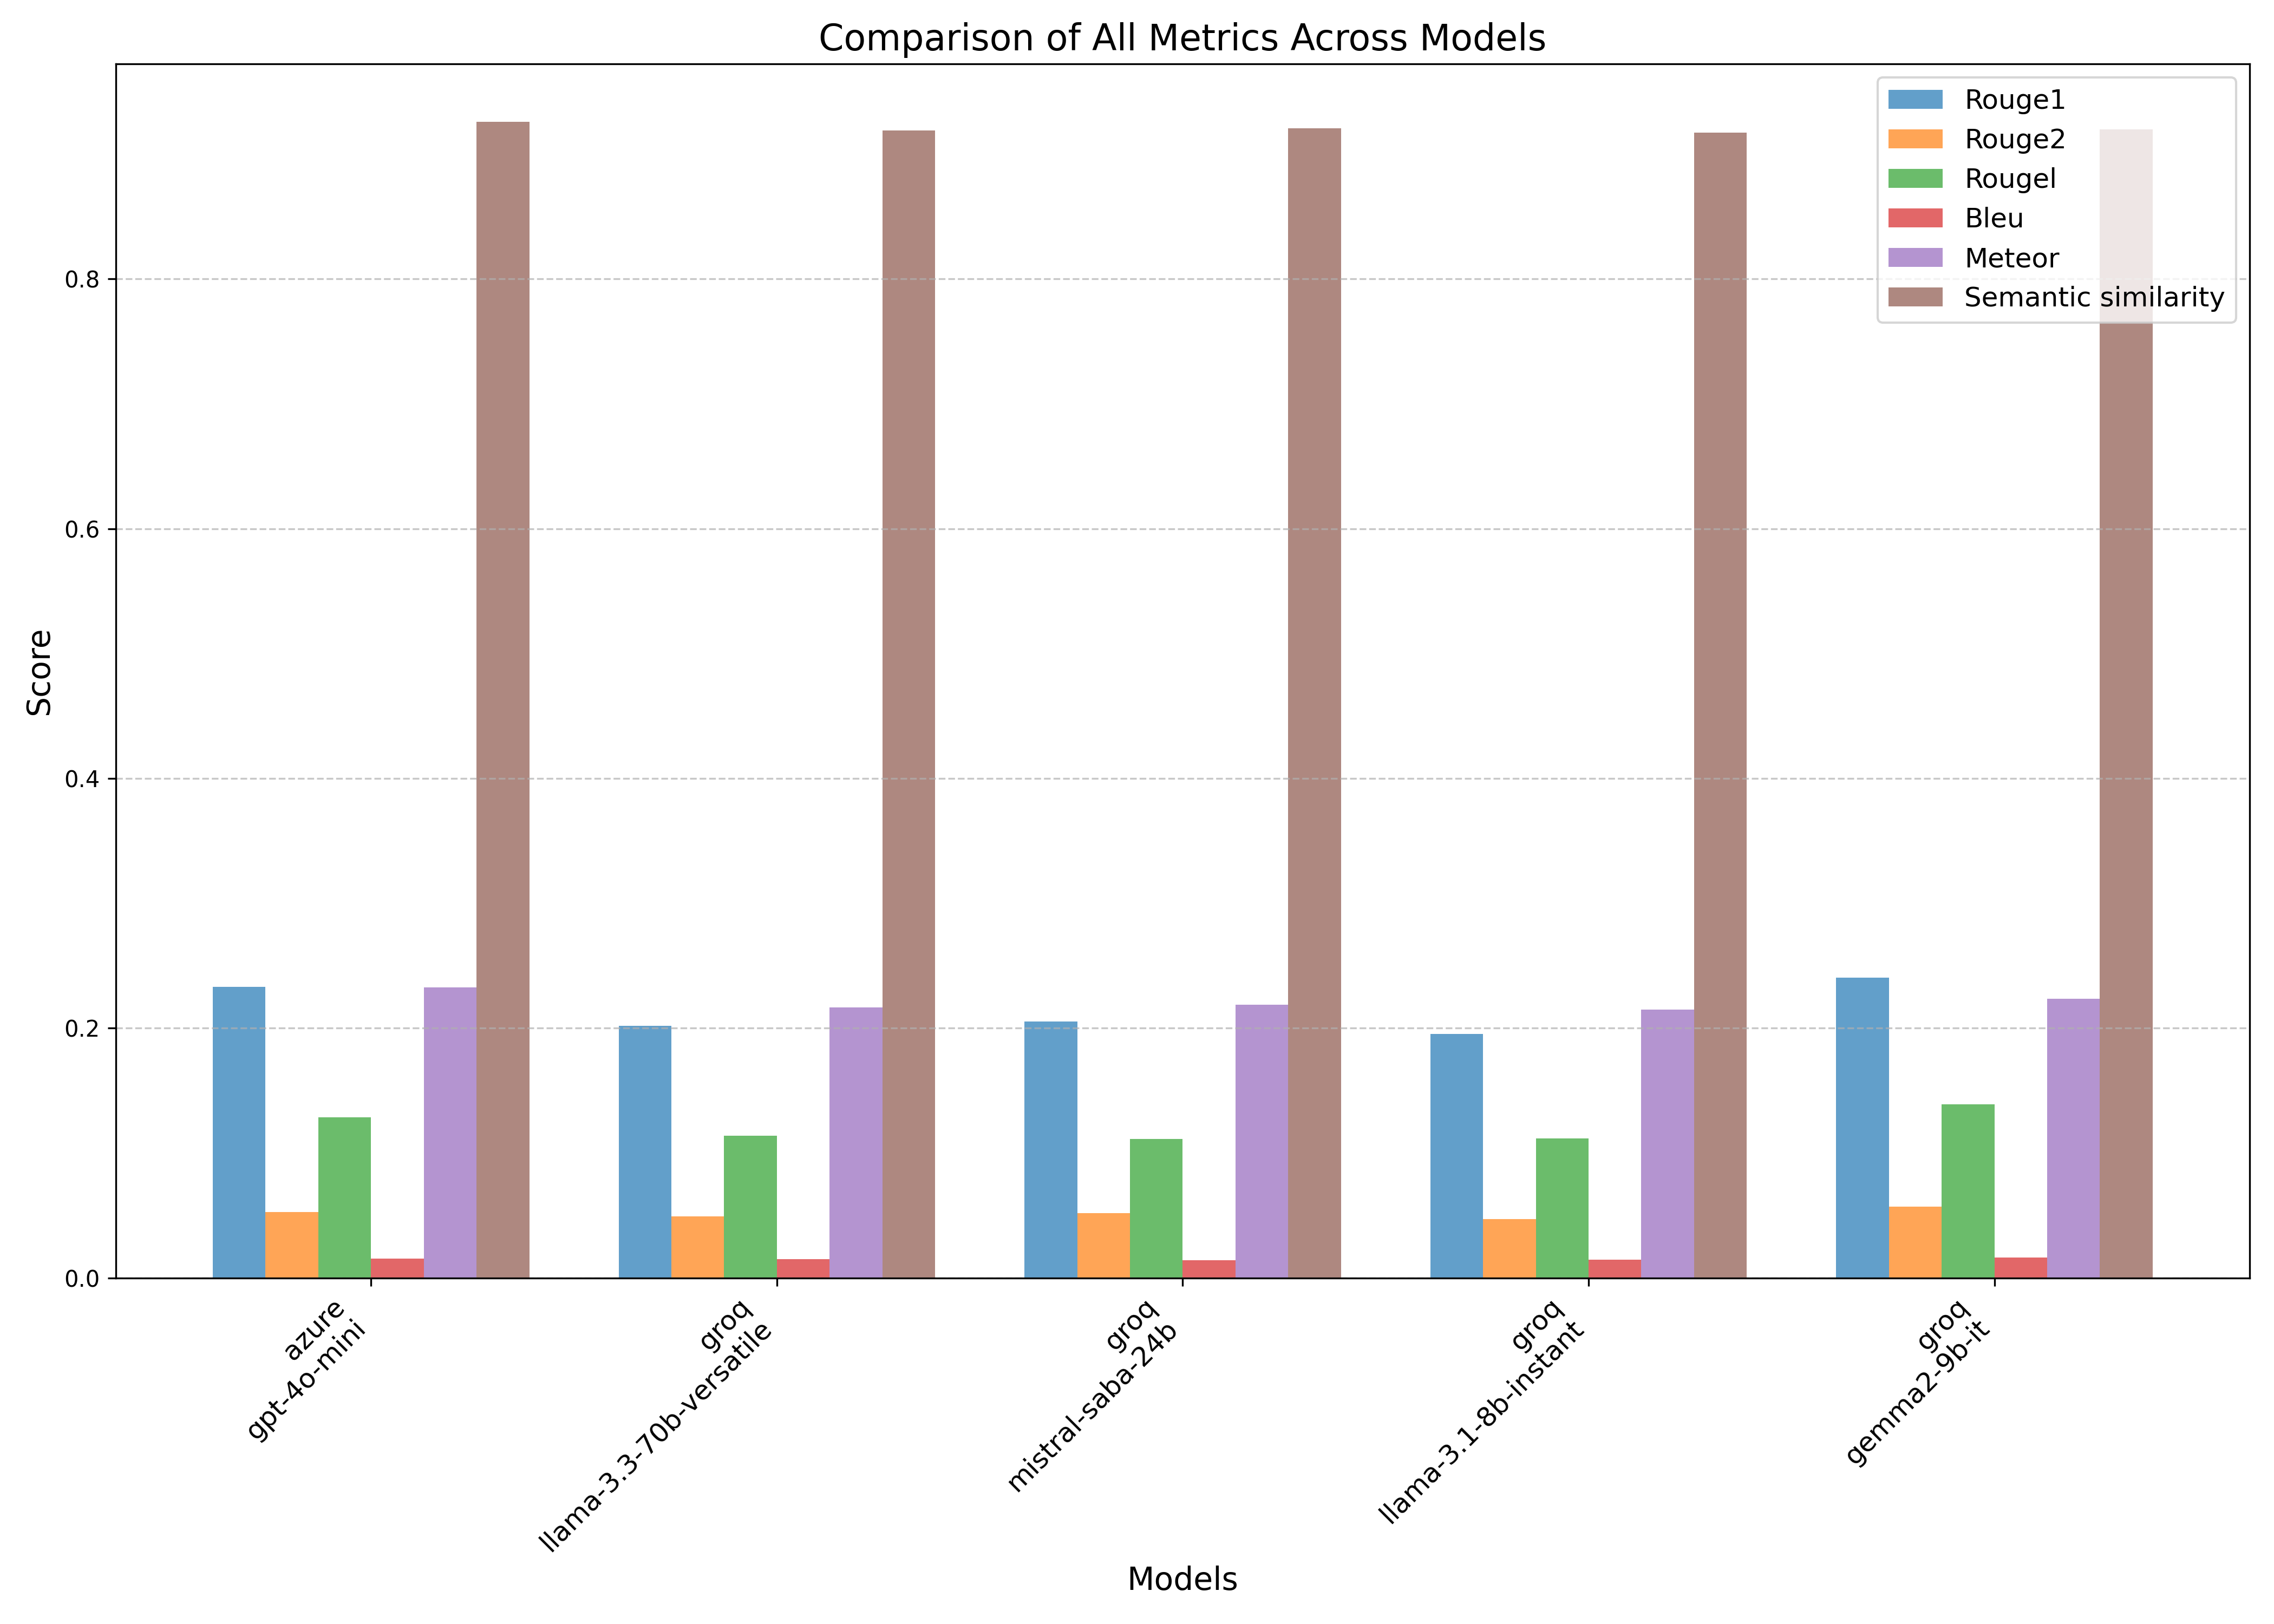 Comparison of All Metrics Across Models
Rouge1
Rouge2
Rougel
Bleu
Meteor
Semantic similarity
Score
0.8
0.6
0.4
0.2
0.0
azure
gpt-4o-mini
groq
llama-3.3-70b-versatile
groq
mistral-saba-24b
groq
llama-3.1-8b-instant
groq
gemma2-9b-it
Models